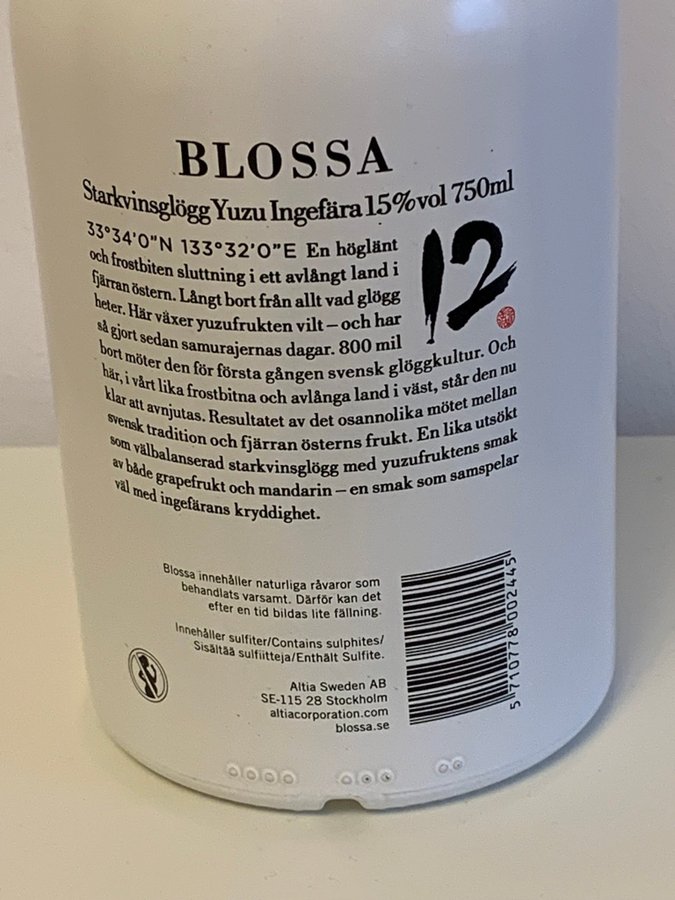 BLOSSA
Starkvinsglögg Yuzu Ingefära 15%vol 750ml
33°34'0"N 133°32'0"E En höglänt
och frostbiten sluttning i ett avlångt land i
fjärran östern. Långt bort från allt vad glögg
heter. Här växer yuzufrukten vilt – och har
så gjort sedan samurajernas dagar. 800 mil
bort möter den för första gången svensk glöggkultur. Och
här, i vårt lika frostbitna och avlånga land i väst, står den nu
klar att avnjutas. Resultatet av det osannolika mötet mellan
svensk tradition och fjärran österns frukt. En lika utsökt
som välbalanserad starkvinsglögg med yuzufruktens smak
av både grapefrukt och mandarin – en smak som samspelar
väl med ingefärans kryddighet.
12
Blossa innehåller naturliga råvaror som
behandlats varsamt. Därför kan det
efter en tid bildas lite fällning.
Innehåller sulfiter/Contains sulphites/
Sisältää sulfiitteja/Enthält Sulfite.
Altia Sweden AB
SE-115 28 Stockholm
altiacorporation.com
blossa.se
5 710778 002445